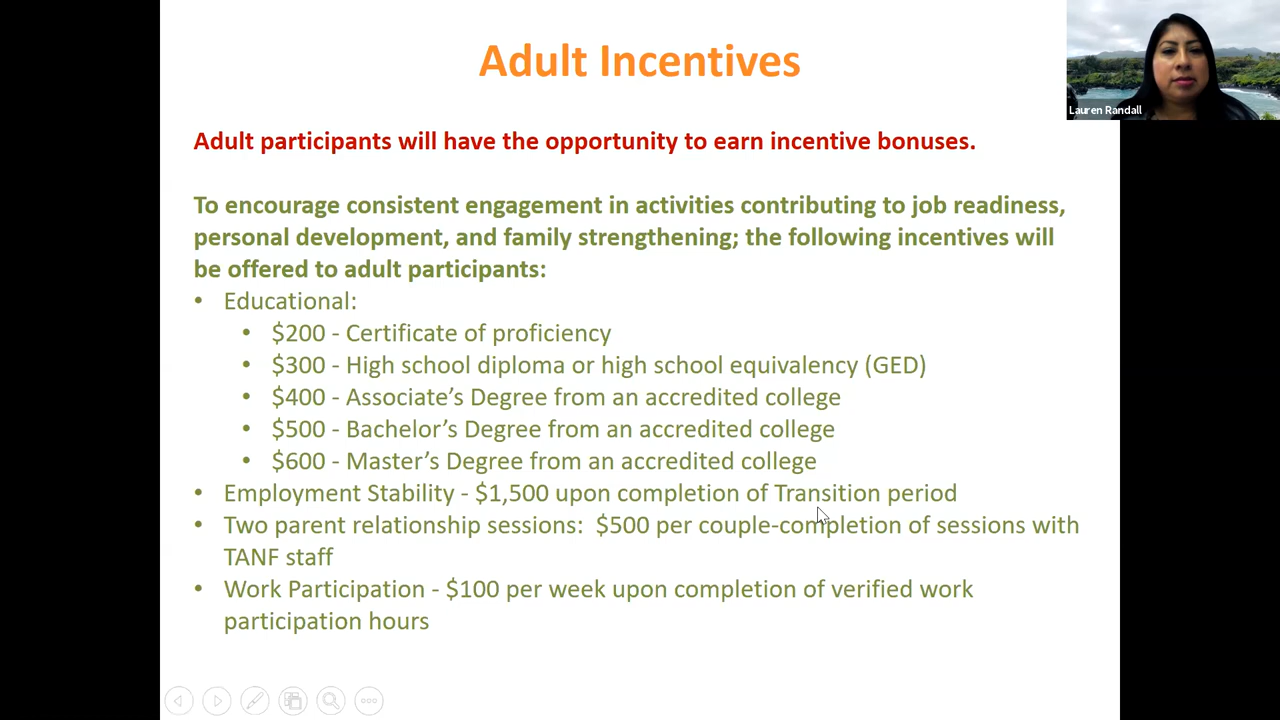 Adult Incentives
Lauren Randall
Adult participants will have the opportunity to earn incentive bonuses.
To encourage consistent engagement in activities contributing to job readiness,
personal development, and family strengthening; the following incentives will
be offered to adult participants:
• Educational:
• $200 - Certificate of proficiency
• $300 - High school diploma or high school equivalency (GED)
• $400 - Associate’s Degree from an accredited college
• $500 - Bachelor’s Degree from an accredited college
• $600 - Master’s Degree from an accredited college
• Employment Stability - $1,500 upon completion of Transition period
• Two parent relationship sessions:  $500 per couple-completion of sessions with
TANF staff
• Work Participation - $100 per week upon completion of verified work
participation hours